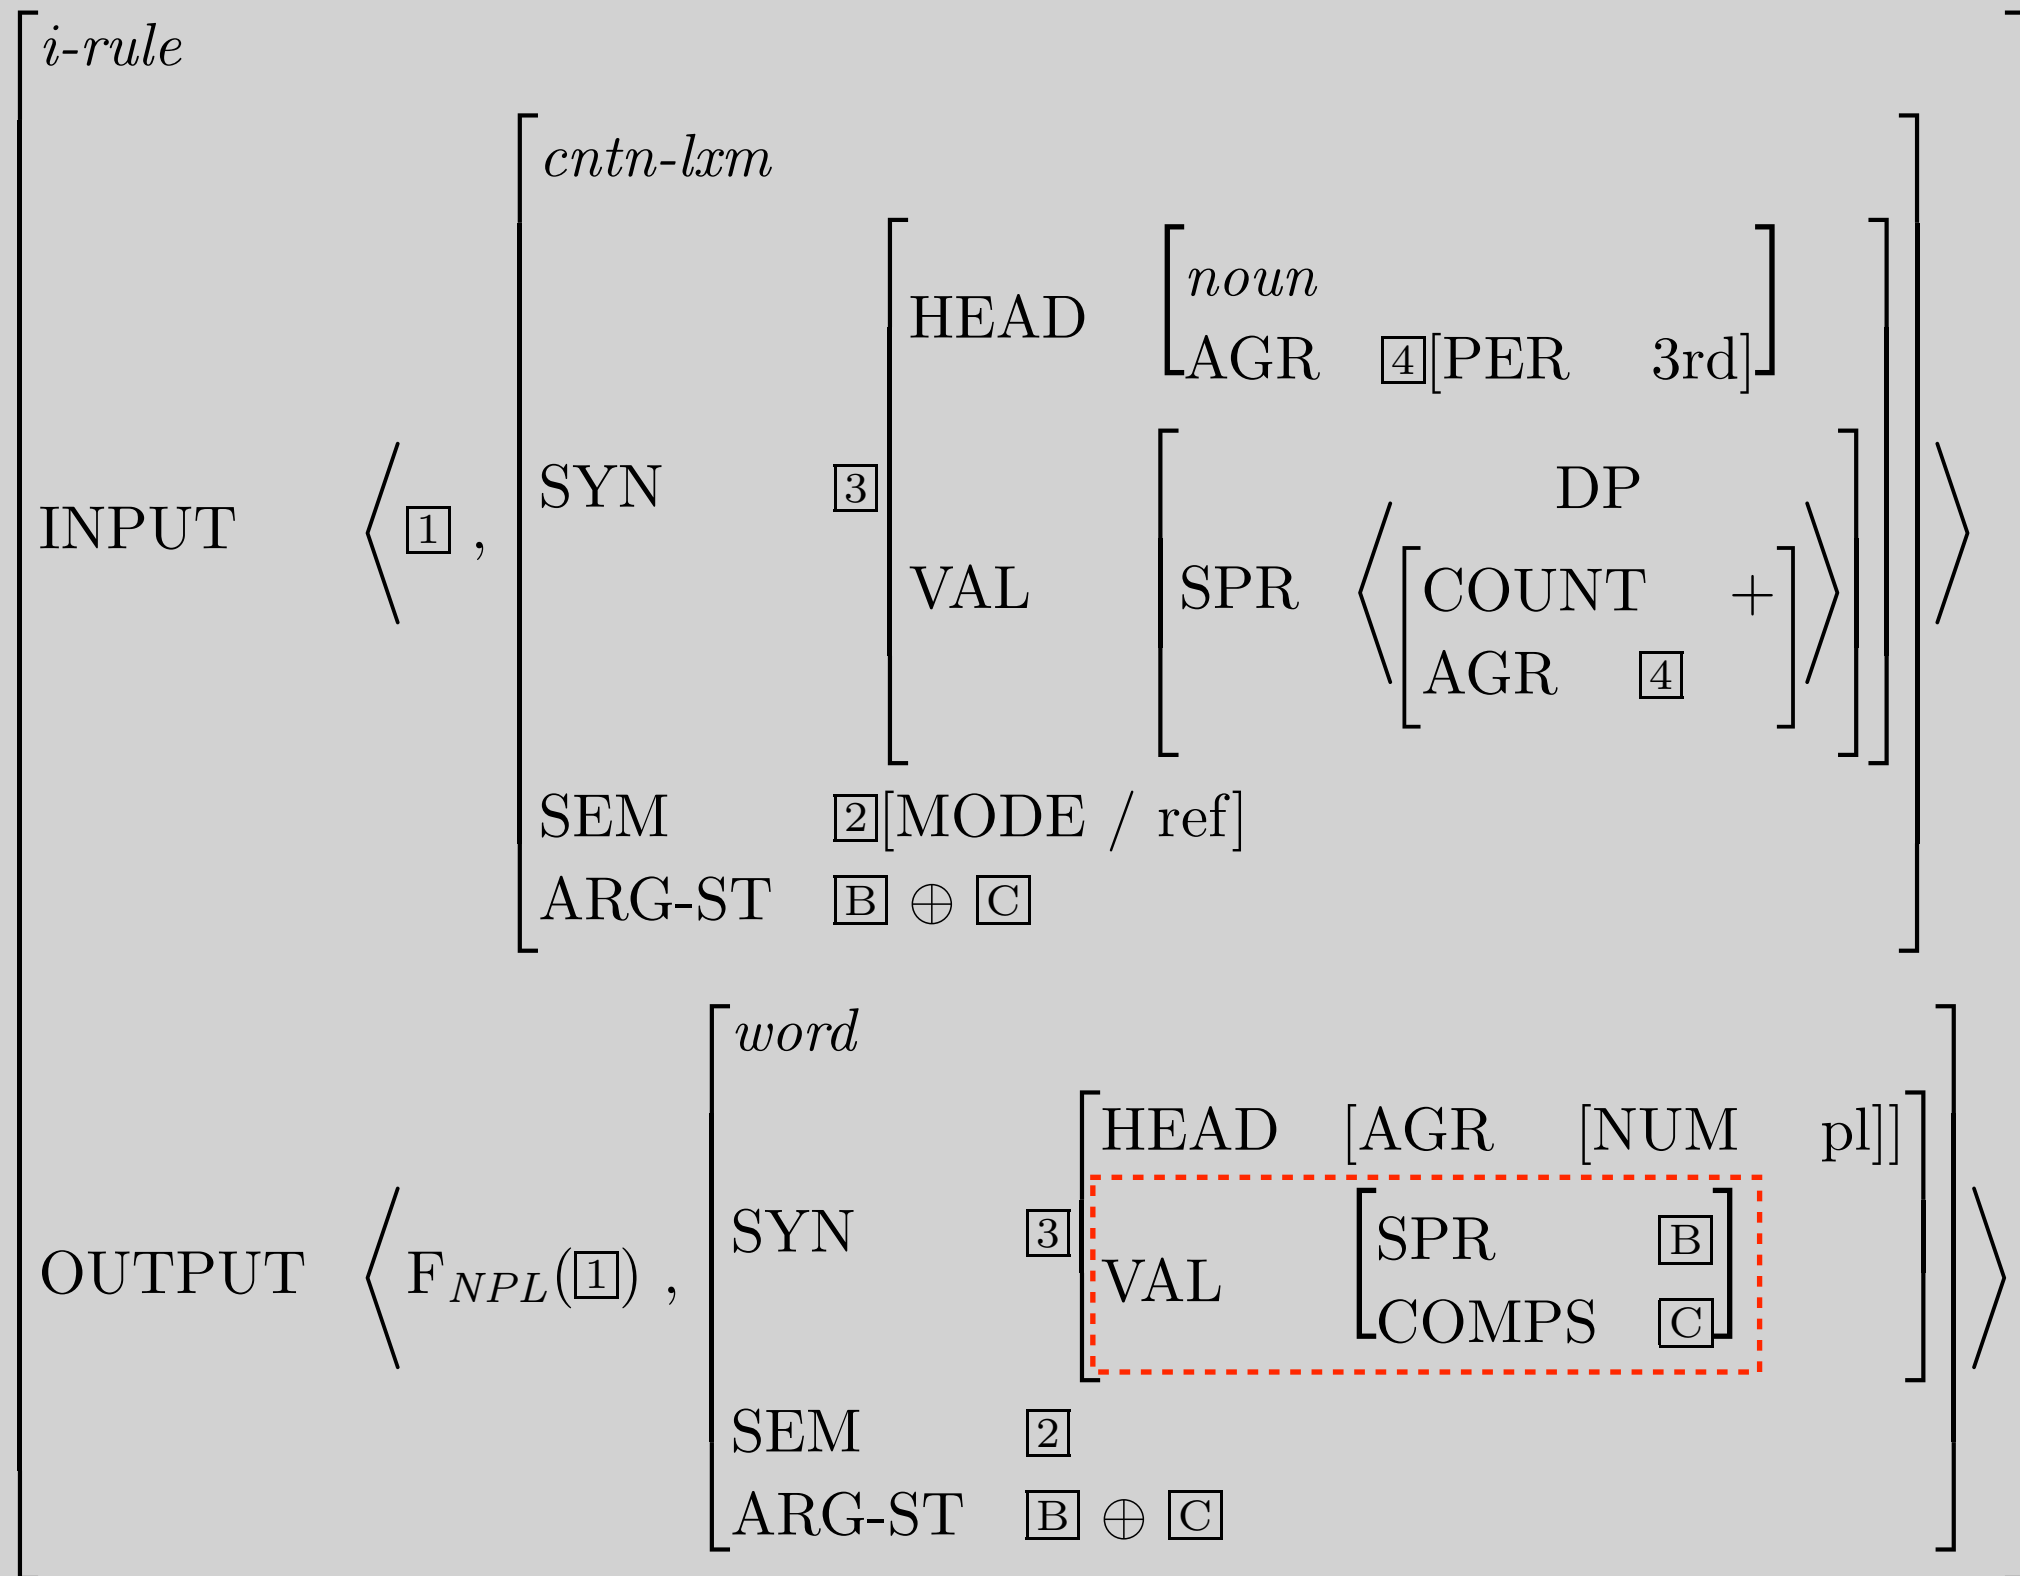 i-rule
cntn-lxm
noun
HEAD
AGR 4 [PER 3rd]
SYN 3
DP
INPUT ⟨ 1 ,
VAL [SPR ⟨ [COUNT +] ⟩]
AGR 4
SEM 2 [MODE / ref]
ARG-ST B ⊕ C
word
HEAD [AGR [NUM pl]]
SYN 3
SPR B
OUTPUT ⟨ F_NPL(1) ,
VAL
COMPS C
SEM 2
ARG-ST B ⊕ C